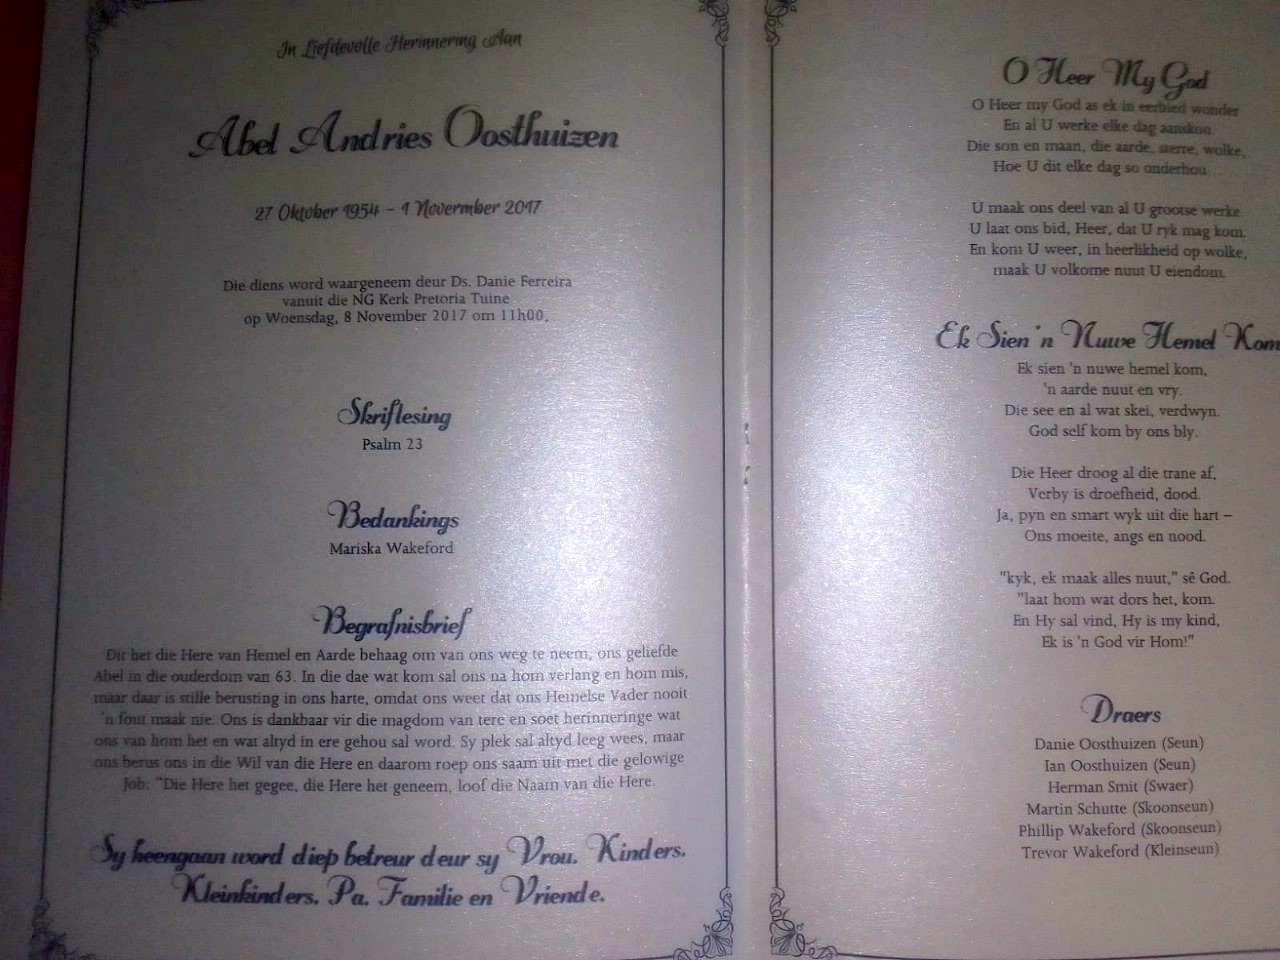 In Liefdevolle Herinnering Aan
Abel Andries Oosthuizen
27 Oktober 1954 - 1 Novermber 2017
Die diens word waargeneem deur Ds. Danie Ferreira
vanuit die NG Kerk Pretoria Tuine
op Woensdag, 8 November 2017 om 11h00,
Skriflesing
Psalm 23
Bedankings
Mariska Wakeford
Begrafnisbrief
Dit het die Here van Hemel en Aarde behaag om van ons weg te neem, ons geliefde
Abel in die ouderdom van 63. In die dae wat kom sal ons na hom verlang en hom mis,
maar daar is stille berusting in ons harte, omdat ons weet dat ons Hemelse Vader nooit
'n fout maak nie. Ons is dankbaar vir die magdom van tere en soet herinneringe wat
ons van hom het en wat altyd in ere gehou sal word. Sy plek sal altyd leeg wees, maar
ons berus ons in die Wil van die Here en daarom roep ons saam uit met die gelowige
Job: "Die Here het gegee, die Here het geneem, loof die Naam van die Here.
Sy heengaan word diep betreur deur sy Vrou, Kinders,
Kleinkinders, Pa, Familie en Vriende.
O Heer My God
O Heer my God as ek in eerbied wonder
En al U werke elke dag aanskou
Die son en maan, die aarde, sterre, wolke,
Hoe U dit elke dag so onderhou...
U maak ons deel van al U grootse werke.
U laat ons bid, Heer, dat U ryk mag kom.
En kom U weer, in heerlikheid op wolke,
maak U volkome nuut U eiendom.
Ek Sien 'n Nuwe Hemel Kom
Ek sien 'n nuwe hemel kom,
'n aarde nuut en vry.
Die see en al wat skei, verdwyn.
God self kom by ons bly.
Die Heer droog al die trane af,
Verby is droefheid, dood.
Ja, pyn en smart wyk uit die hart –
Ons moeite, angs en nood.
"kyk, ek maak alles nuut," sê God.
"laat hom wat dors het, kom.
En Hy sal vind, Hy is my kind,
Ek is 'n God vir Hom!"
Draers
Danie Oosthuizen (Seun)
Ian Oosthuizen (Seun)
Herman Smit (Swaer)
Martin Schutte (Skoonseun)
Phillip Wakeford (Skoonseun)
Trevor Wakeford (Kleinseun)